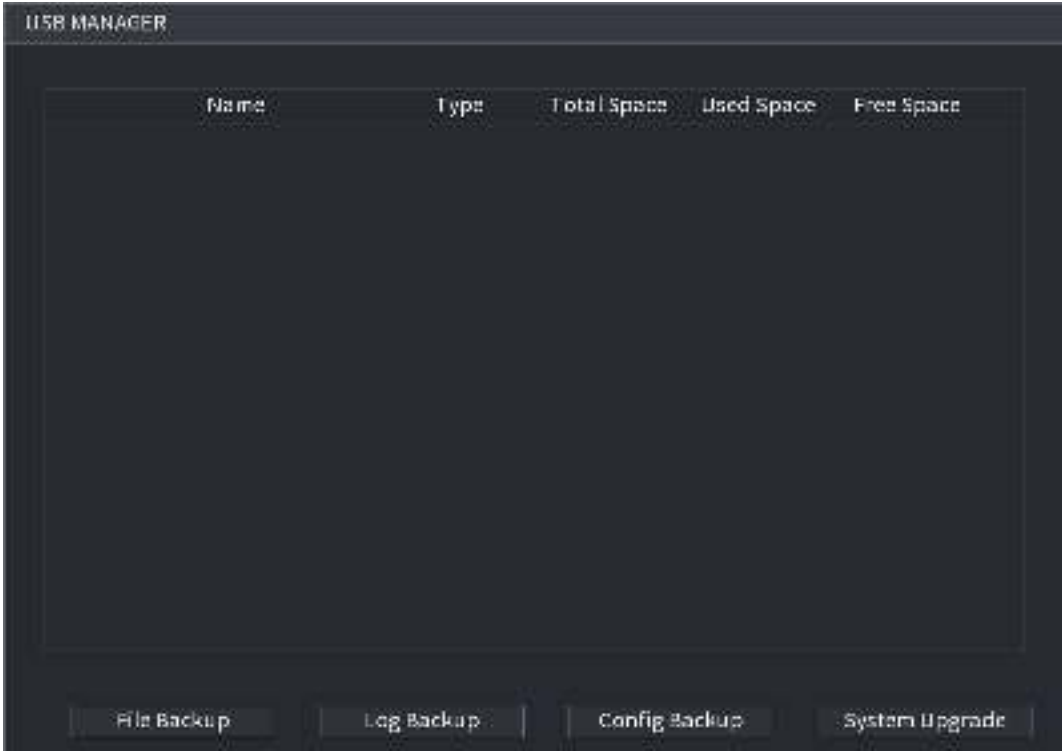 USB MANAGER
Name Type Total Space Used Space Free Space
File Backup Log Backup Config Backup System Upgrade